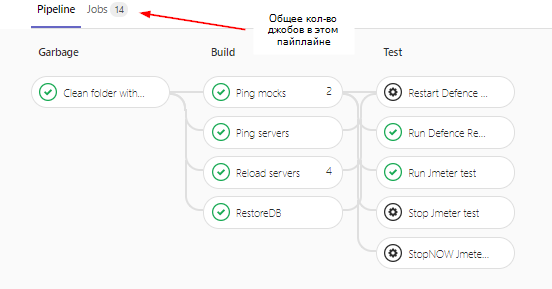 Pipeline Jobs 14
Общее кол-во
джобов в этом
пайплайне
Garbage Build Test
Clean folder with... Ping mocks 2 Restart Defence ...
Ping servers Run Defence Re...
Reload servers 4 Run Jmeter test
RestoreDB Stop Jmeter test
StopNOW Jmete...